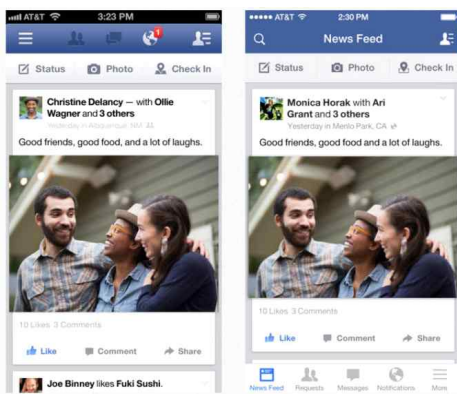 AT&T 3:23 PM
1
Status Photo Check In
Christine Delancy — with Ollie
Wagner and 3 others
Yesterday in Albuquerque, NM
Good friends, good food, and a lot of laughs.
10 Likes 3 Comments
Like Comment Share
Joe Binney likes Fuki Sushi.
AT&T 2:30 PM
News Feed
Status Photo Check In
Monica Horak with Ari
Grant and 3 others
Yesterday in Menlo Park, CA
Good friends, good food and a lot of laughs.
10 Likes 3 Comments
Like Comment Share
News Feed Requests Messages Notifications More